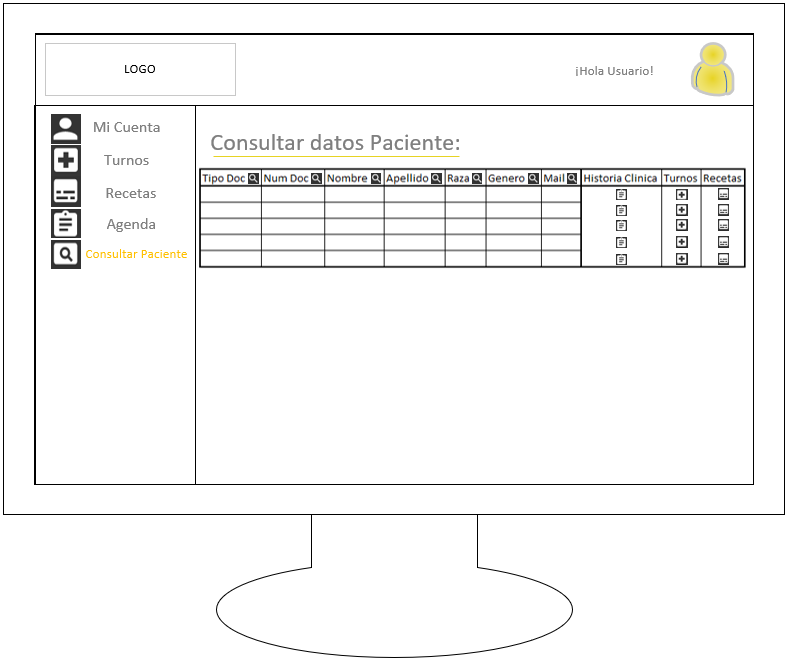 LOGO
¡Hola Usuario!
Mi Cuenta
Turnos
Recetas
Agenda
Consultar Paciente
Consultar datos Paciente:
Tipo Doc Num Doc Nombre Apellido Raza Genero Mail Historia Clinica Turnos Recetas